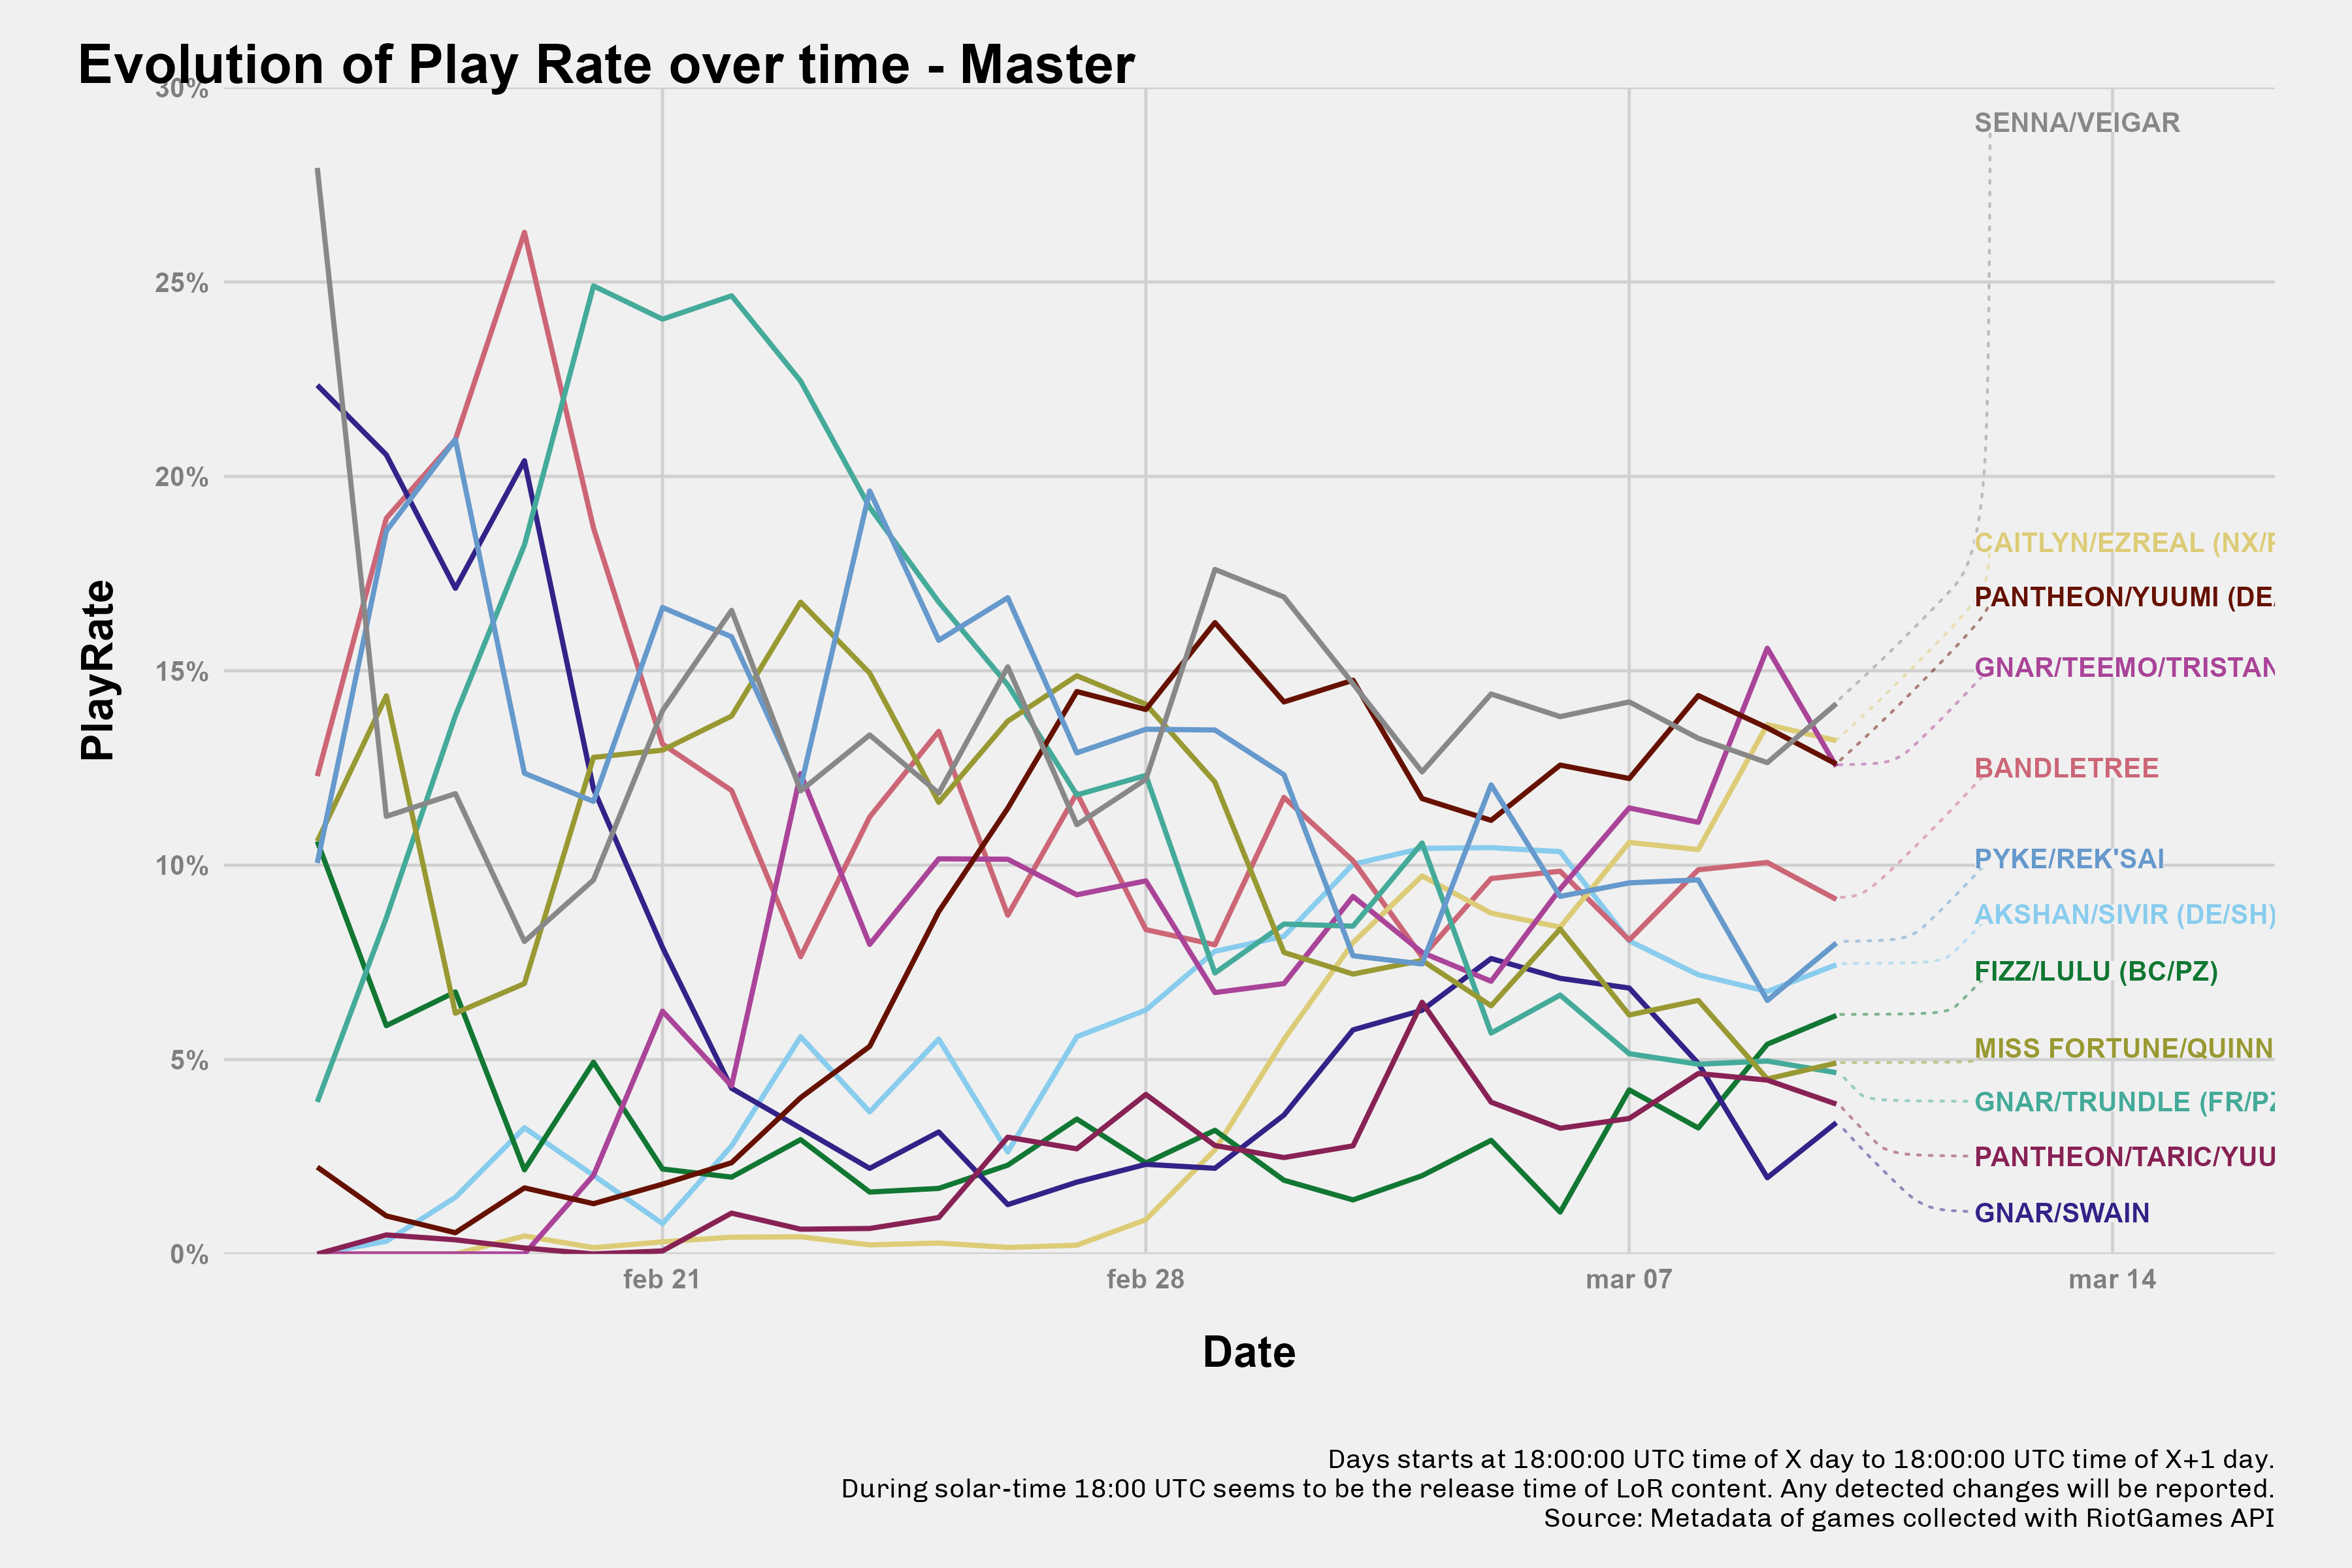 Evolution of Play Rate over time - Master
30%
25%
20%
15%
10%
5%
0%
PlayRate
SENNA/VEIGAR
CAITLYN/EZREAL (NX/P
PANTHEON/YUUMI (DE/
GNAR/TEEMO/TRISTAN
BANDLETREE
PYKE/REK'SAI
AKSHAN/SIVIR (DE/SH)
FIZZ/LULU (BC/PZ)
MISS FORTUNE/QUINN
GNAR/TRUNDLE (FR/PZ
PANTHEON/TARIC/YUU
GNAR/SWAIN
feb 21 feb 28 mar 07 mar 14
Date
Days starts at 18:00:00 UTC time of X day to 18:00:00 UTC time of X+1 day.
During solar-time 18:00 UTC seems to be the release time of LoR content. Any detected changes will be reported.
Source: Metadata of games collected with RiotGames API